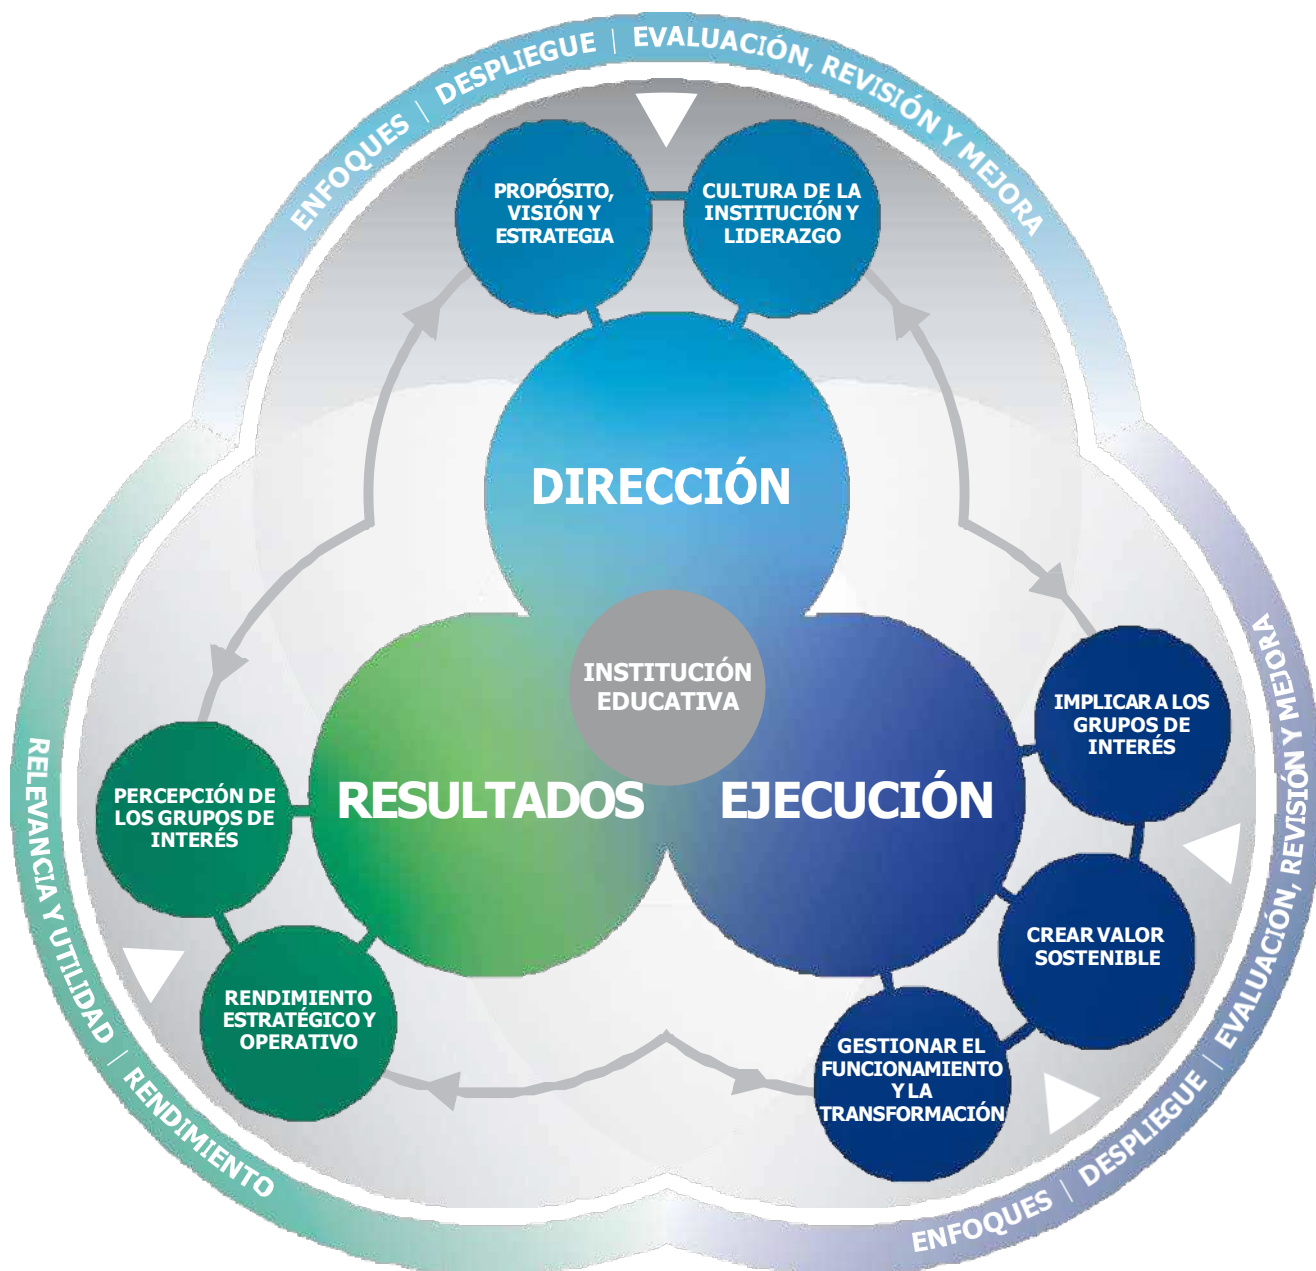 ENFOQUES | DESPLIEGUE | EVALUACIÓN, REVISIÓN Y MEJORA
PROPÓSITO,
VISIÓN Y
ESTRATEGIA
CULTURA DE LA
INSTITUCIÓN Y
LIDERAZGO
DIRECCIÓN
INSTITUCIÓN
EDUCATIVA
RESULTADOS
EJECUCIÓN
IMPLICAR A LOS
GRUPOS DE
INTERÉS
CREAR VALOR
SOSTENIBLE
GESTIONAR EL
FUNCIONAMIENTO
Y LA
TRANSFORMACIÓN
PERCEPCIÓN DE
LOS GRUPOS DE
INTERÉS
RENDIMIENTO
ESTRATÉGICO Y
OPERATIVO
RELEVANCIA Y UTILIDAD | RENDIMIENTO
ENFOQUES | DESPLIEGUE | EVALUACIÓN, REVISIÓN Y MEJORA